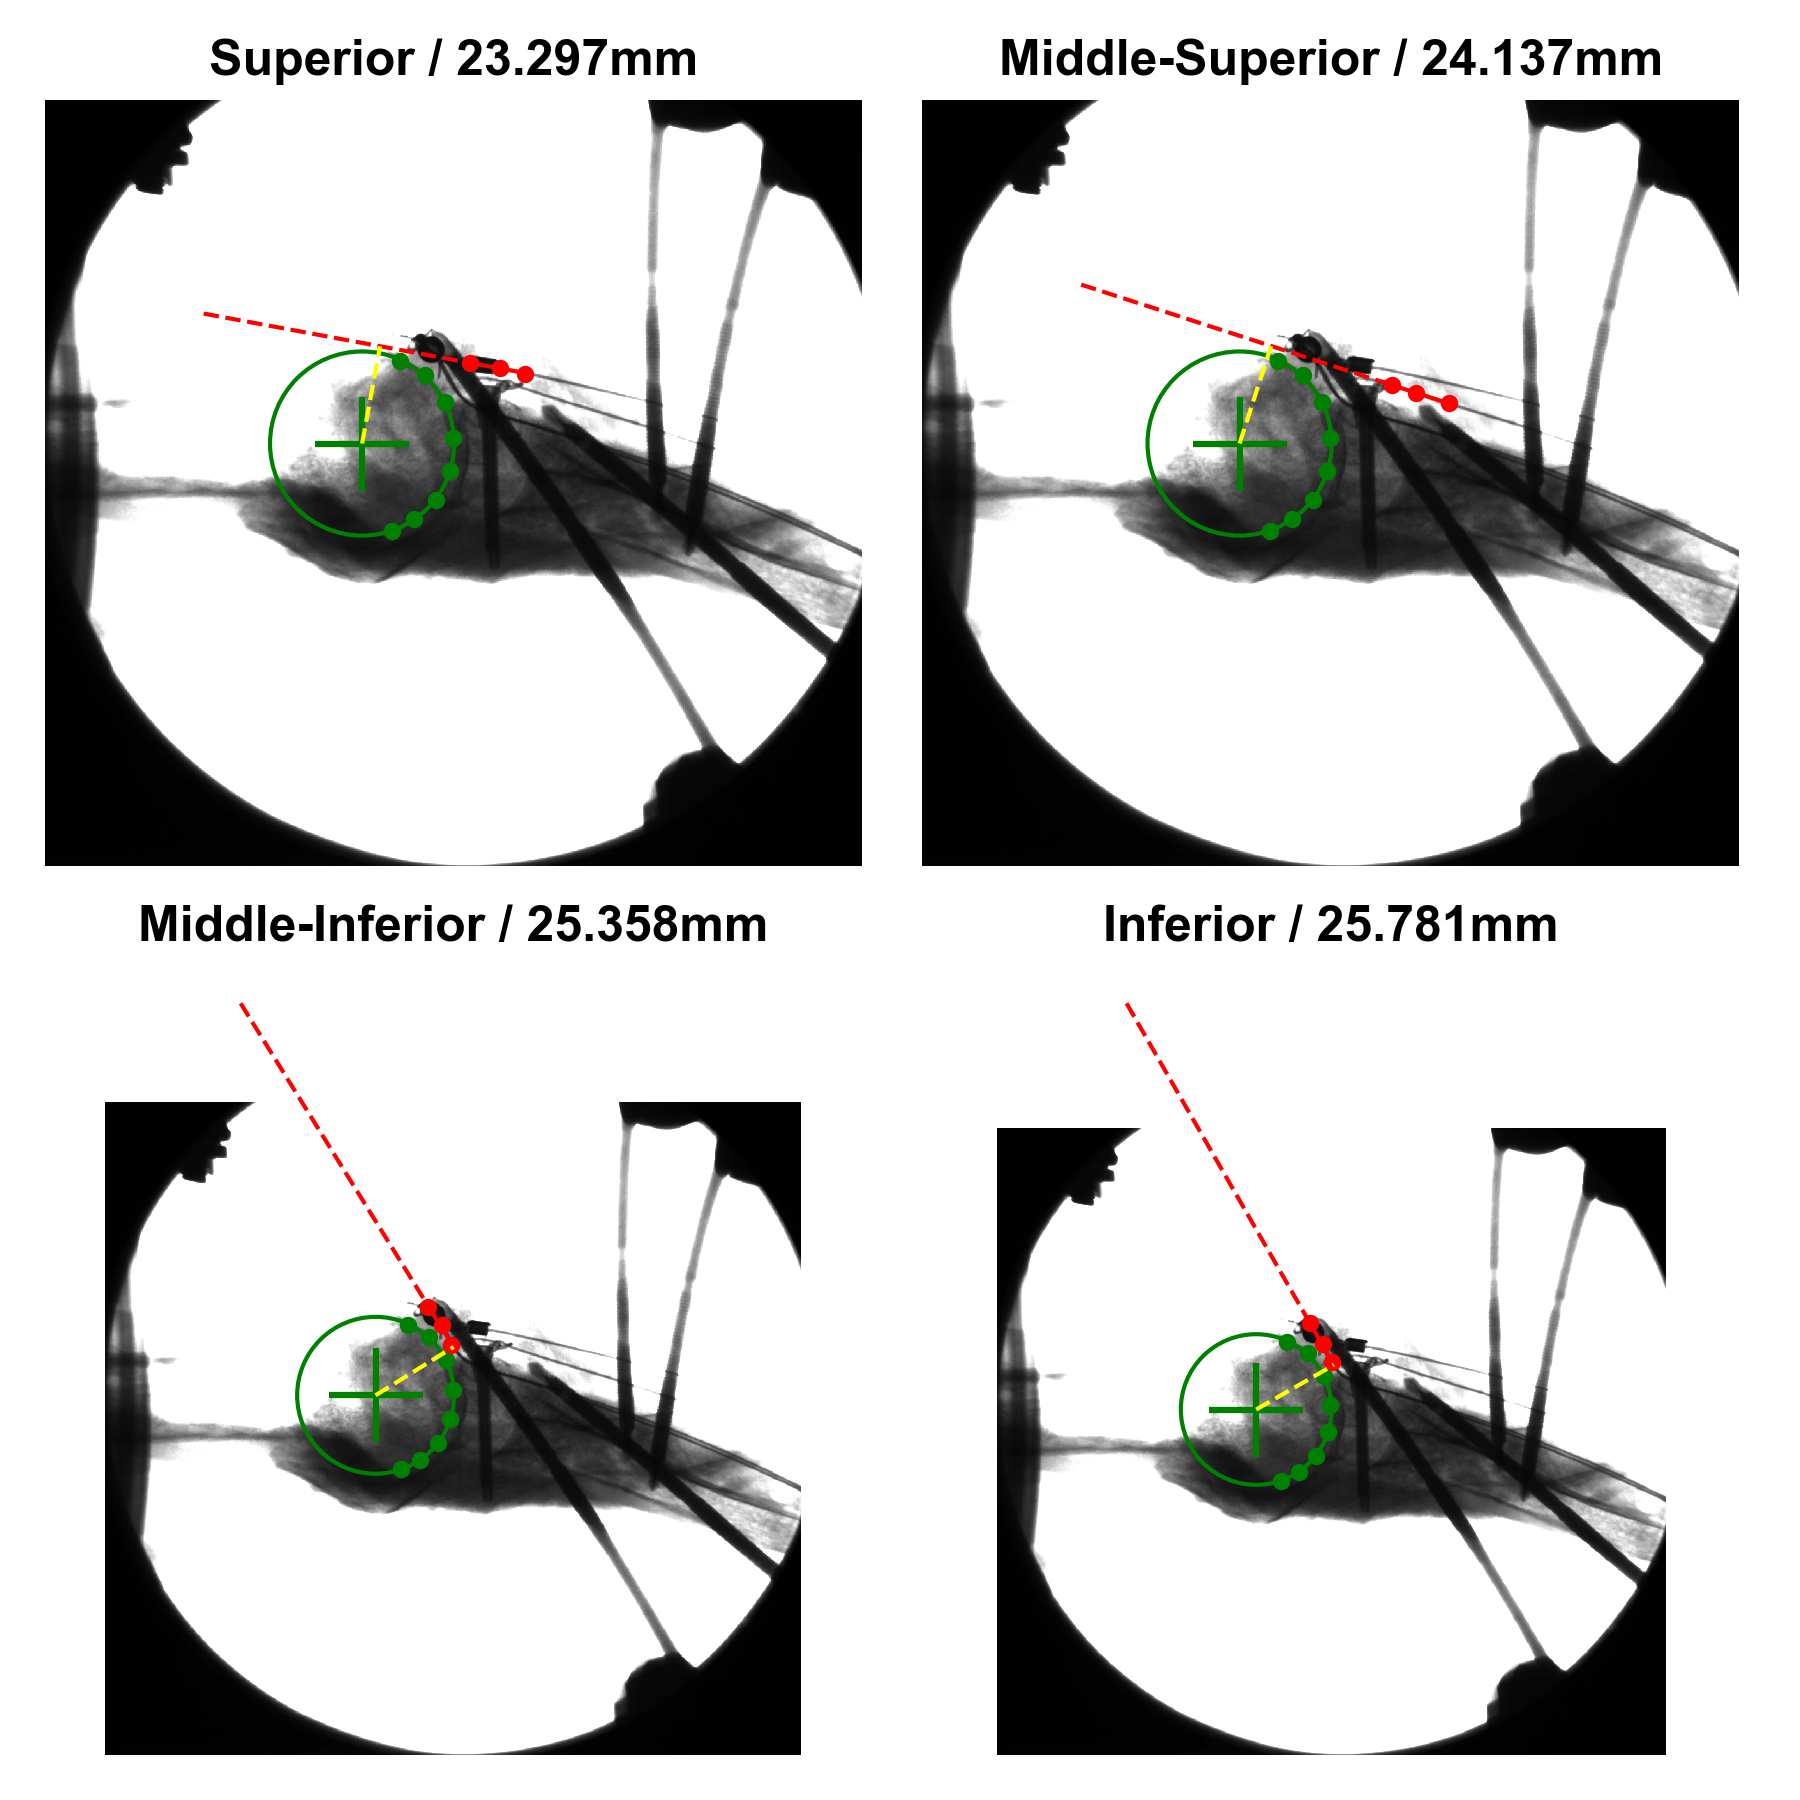 Superior / 23.297mm
Middle-Superior / 24.137mm
Middle-Inferior / 25.358mm
Inferior / 25.781mm